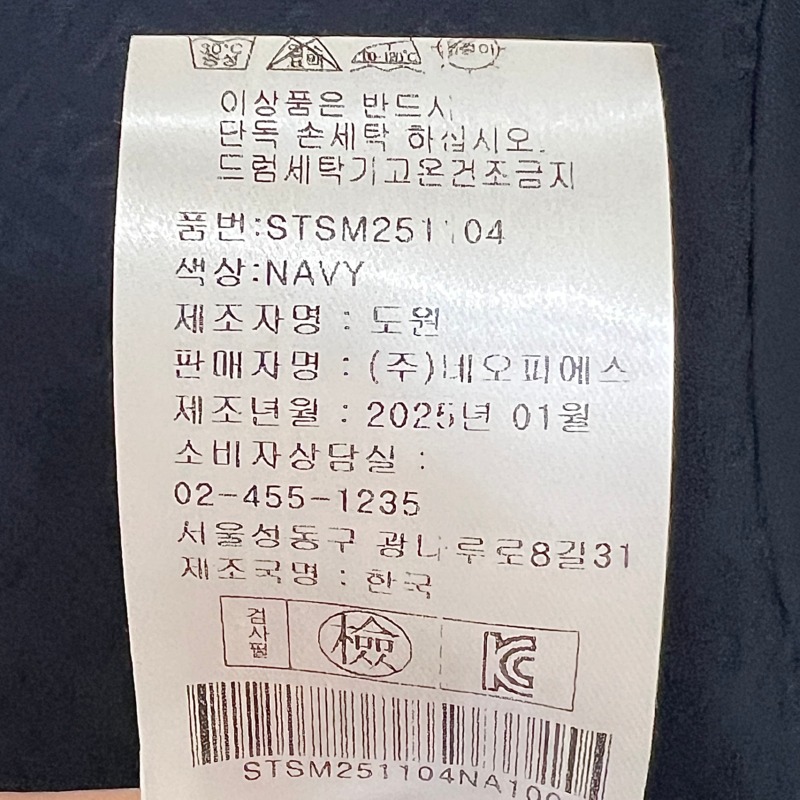 30°C 중성
이상품은 반드시
단독 손세탁 하십시오.
드럼세탁기고온건조금지
품번:STSM251104
색상:NAVY
제조자명 : 도원
판매자명 : (주)네오피에스
제조년월 : 2025년 01월
소비자상담실 :
02-455-1235
서울성동구 광나루로8길31
제조국명 : 한국
검사필 檢 KC
STSM251104NA100